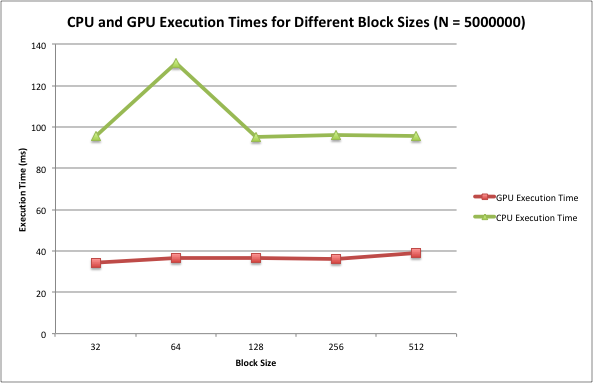 CPU and GPU Execution Times for Different Block Sizes (N = 5000000)
140
120
100
80
60
40
20
0
Execution Time (ms)
32 64 128 256 512
Block Size
GPU Execution Time
CPU Execution Time